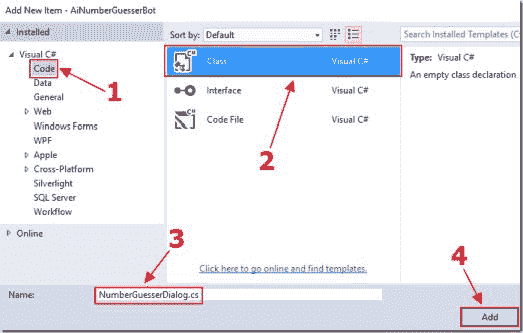 Add New Item - AiNumberGuesserBot
Installed
Sort by: Default
Search Installed Templates (C
Visual C#
Code
Data
General
Web
Windows Forms
WPF
Apple
Cross-Platform
Silverlight
SQL Server
Workflow
Online
1
C# Class Visual C#
Interface Visual C#
C# Code File Visual C#
2
Type: Visual C#
An empty class declaration
3
Click here to go online and find templates.
4
Name: NumberGuesserDialog.cs
Add